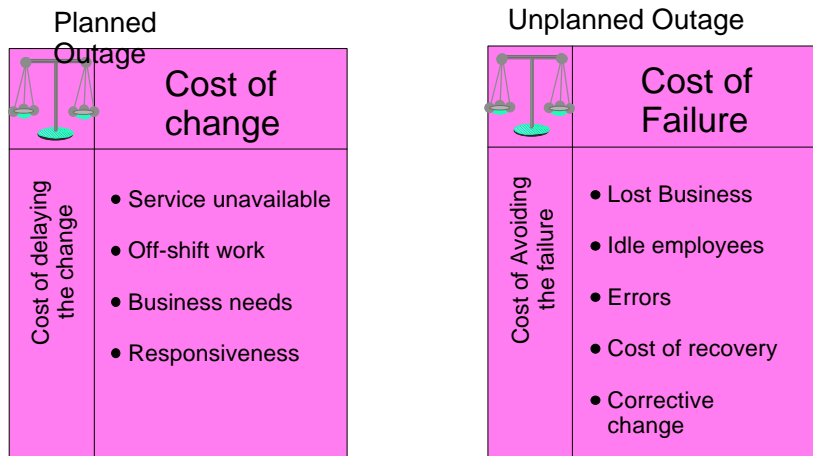 Planned
Outage
Cost of
change
Cost of delaying
the change
• Service unavailable
• Off-shift work
• Business needs
• Responsiveness
Unplanned Outage
Cost of
Failure
Cost of Avoiding
the failure
• Lost Business
• Idle employees
• Errors
• Cost of recovery
• Corrective
change